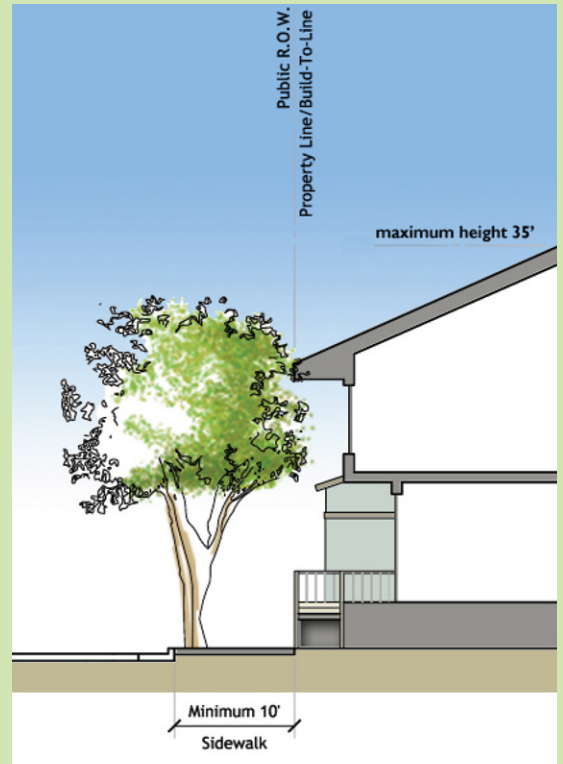 Public R.O.W.
Property Line/Build-To-Line
maximum height 35'
Minimum 10'
Sidewalk